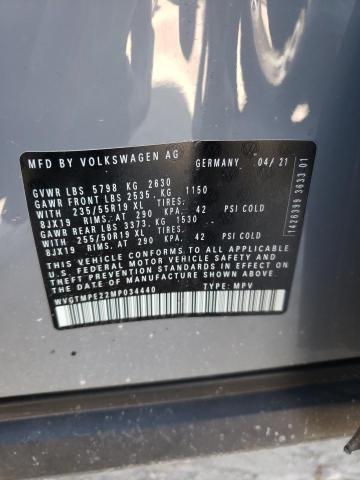 MFD BY VOLKSWAGEN AG GERMANY 04/21
GVWR LBS 5798 KG 2630
GAWR FRONT LBS 2535. KG 1150
WITH 235/55R19 XL TIRES.
8JX19 RIMS. AT 290 KPA. 42 PSI COLD
GAWR REAR LBS 3373. KG 1530
WITH 255/50R19 XL TIRES.
8JX19 RIMS. AT 290 KPA. 42 PSI COLD
THIS VEHICLE CONFORMS TO ALL APPLICABLE
U.S. FEDERAL MOTOR VEHICLE SAFETY AND
THEFT PREVENTION STANDARDS IN EFFECT ON THE
DATE OF MANUFACTURE SHOWN ABOVE.
WVGTMPE22MP034440 TYPE: MPV
1426399 3633 01